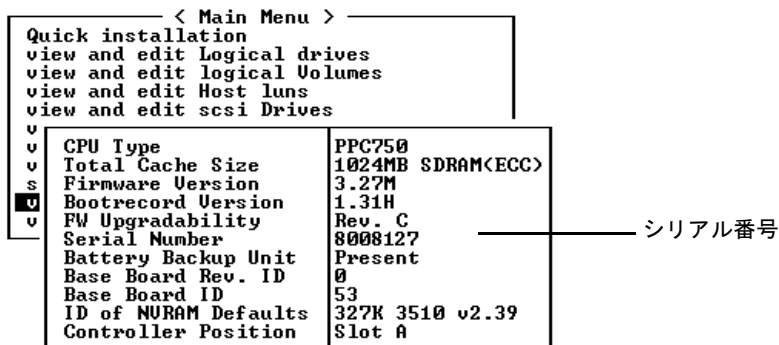 < Main Menu >
Quick installation
view and edit Logical drives
view and edit logical Volumes
view and edit Host luns
view and edit scsi Drives
v
v
v
s
v
v
CPU Type PPC750
Total Cache Size 1024MB SDRAM(ECC)
Firmware Version 3.27M
Bootrecord Version 1.31H
FW Upgradability Rev. C
Serial Number 8008127
Battery Backup Unit Present
Base Board Rev. ID 0
Base Board ID 53
ID of NVRAM Defaults 327K 3510 v2.39
Controller Position Slot A
シリアル番号